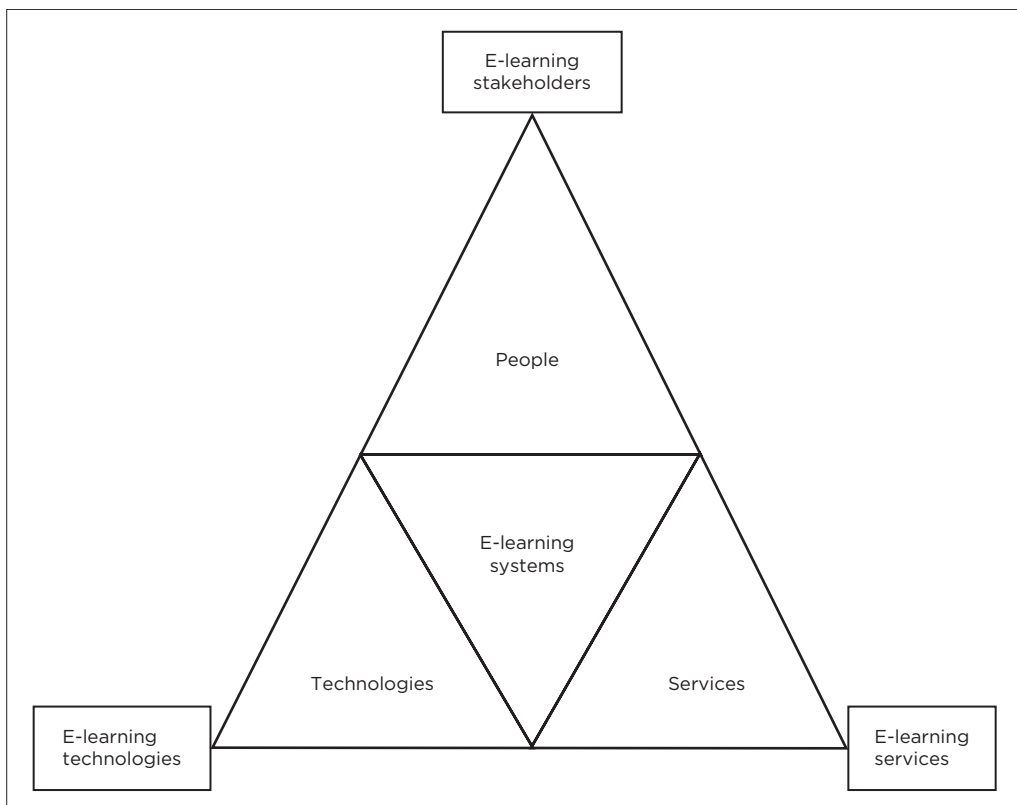 E-learning
stakeholders
People
E-learning
systems
Technologies
Services
E-learning
technologies
E-learning
services